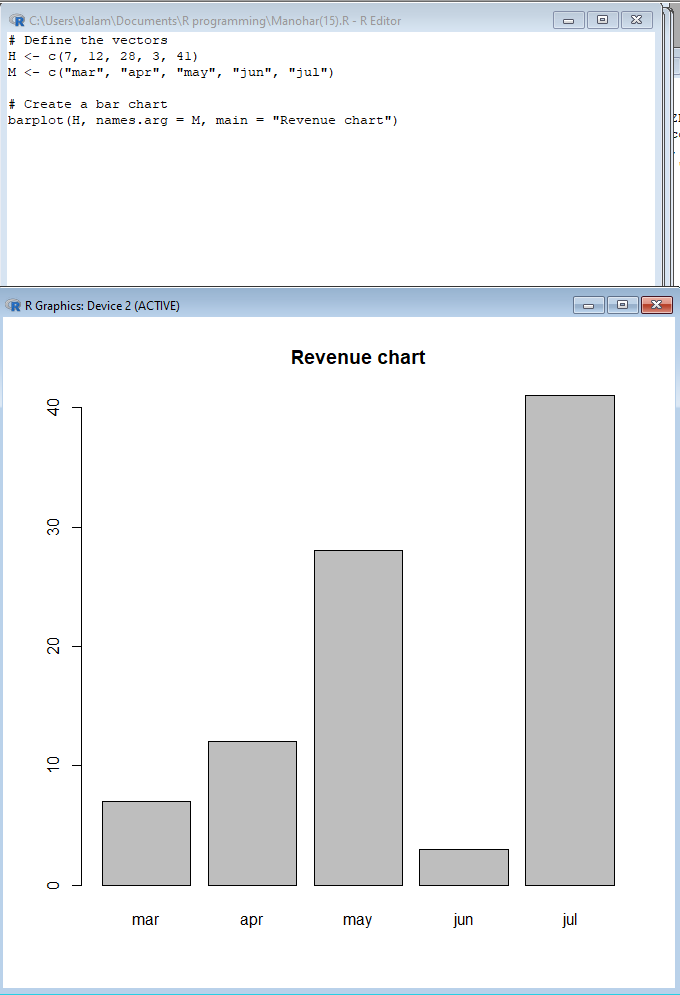 C:\Users\balam\Documents\R programming\Manohar(15).R - R Editor
# Define the vectors
H <- c(7, 12, 28, 3, 41)
M <- c("mar", "apr", "may", "jun", "jul")
# Create a bar chart
barplot(H, names.arg = M, main = "Revenue chart")
R Graphics: Device 2 (ACTIVE)
Revenue chart
40
30
20
10
0
mar apr may jun jul